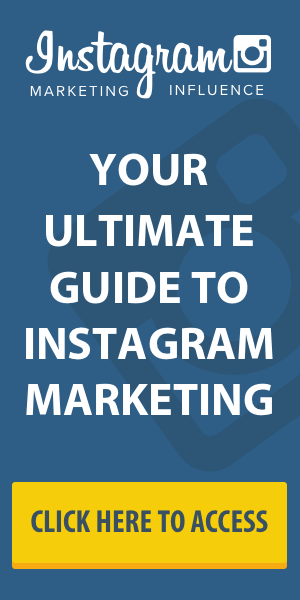 Instagram
MARKETING INFLUENCE
YOUR
ULTIMATE
GUIDE TO
INSTAGRAM
MARKETING
CLICK HERE TO ACCESS